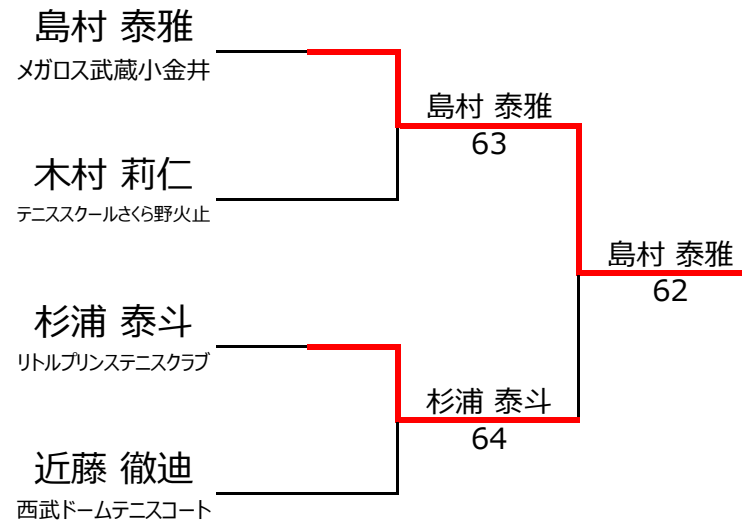 島村 泰雅
メガロス武蔵小金井
島村 泰雅
63
木村 莉仁
テニススクールさくら野火止
島村 泰雅
62
杉浦 泰斗
リトルプリンステニスクラブ
杉浦 泰斗
64
近藤 徹迪
西武ドームテニスコート